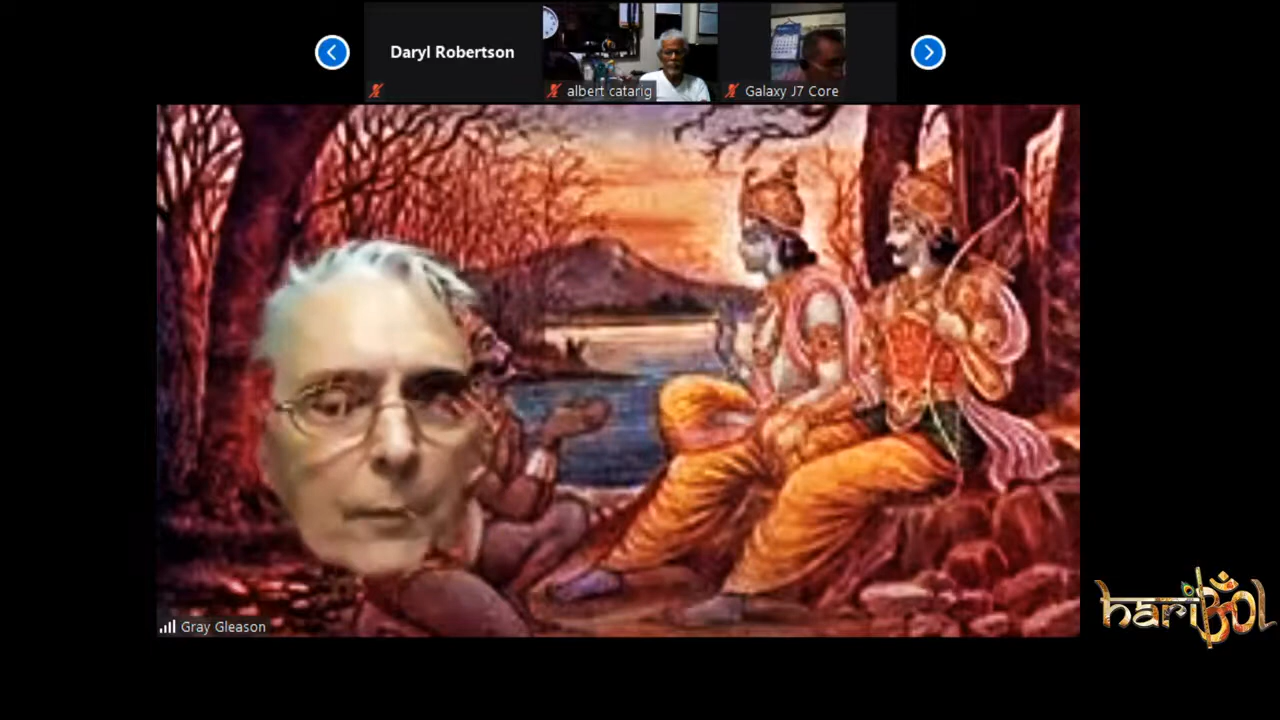 Daryl Robertson
albert catarig
Galaxy J7 Core
Gray Gleason
hariBOL